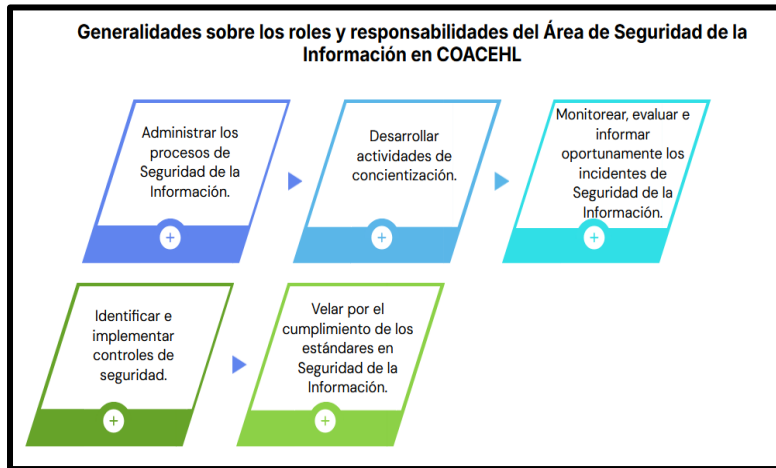 Generalidades sobre los roles y responsabilidades del Área de Seguridad de la
Información en COACEHL
Administrar los
procesos de
Seguridad de la
Información.
Desarrollar
actividades de
concientización.
Monitorear, evaluar e
informar
oportunamente los
incidentes de
Seguridad de la
Información.
Identificar e
implementar
controles de
seguridad.
Velar por el
cumplimiento de los
estándares en
Seguridad de la
Información.